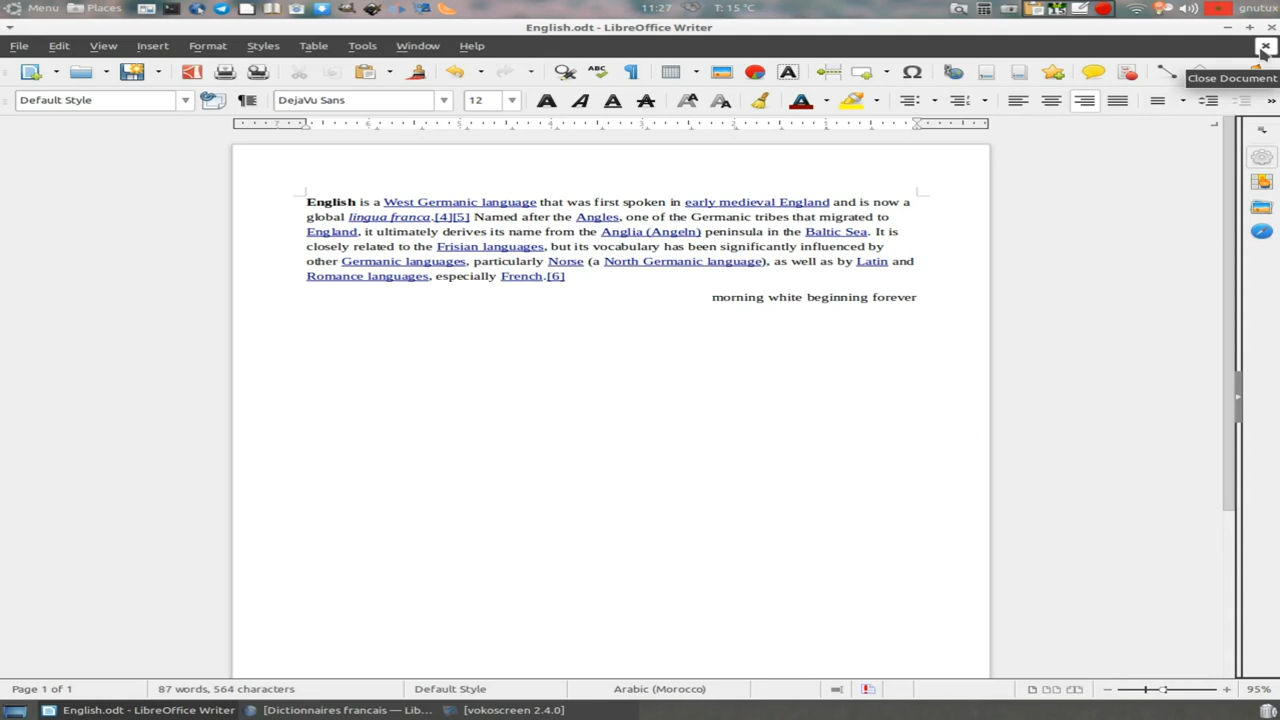 Menu Places 11:27 T: 15 °C gnutux
English.odt - LibreOffice Writer
File Edit View Insert Format Styles Table Tools Window Help
Close Document
Default Style DejaVu Sans 12
English is a West Germanic language that was first spoken in early medieval England and is now a
global lingua franca.[4][5] Named after the Angles, one of the Germanic tribes that migrated to
England, it ultimately derives its name from the Anglia (Angeln) peninsula in the Baltic Sea. It is
closely related to the Frisian languages, but its vocabulary has been significantly influenced by
other Germanic languages, particularly Norse (a North Germanic language), as well as by Latin and
Romance languages, especially French.[6]
morning white beginning forever
Page 1 of 1 87 words, 564 characters Default Style Arabic (Morocco) 95%
English.odt - LibreOffice Writer [Dictionnaires francais — Lib... [vokoscreen 2.4.0]